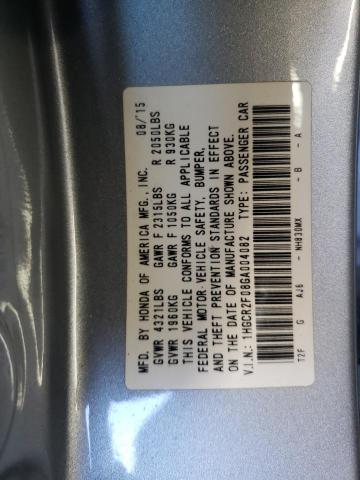 MFD. BY HONDA OF AMERICA MFG., INC. 08/'15
GVWR 4321LBS GAWR F 2315LBS R 2050LBS
GVWR 1960KG GAWR F 1050KG R 930KG
THIS VEHICLE CONFORMS TO ALL APPLICABLE
FEDERAL MOTOR VEHICLE SAFETY, BUMPER,
AND THEFT PREVENTION STANDARDS IN EFFECT
ON THE DATE OF MANUFACTURE SHOWN ABOVE.
V.I.N.: 1HGCR2F08GA004082 TYPE: PASSENGER CAR
T2F G AJ6 - NH830MX - B - A